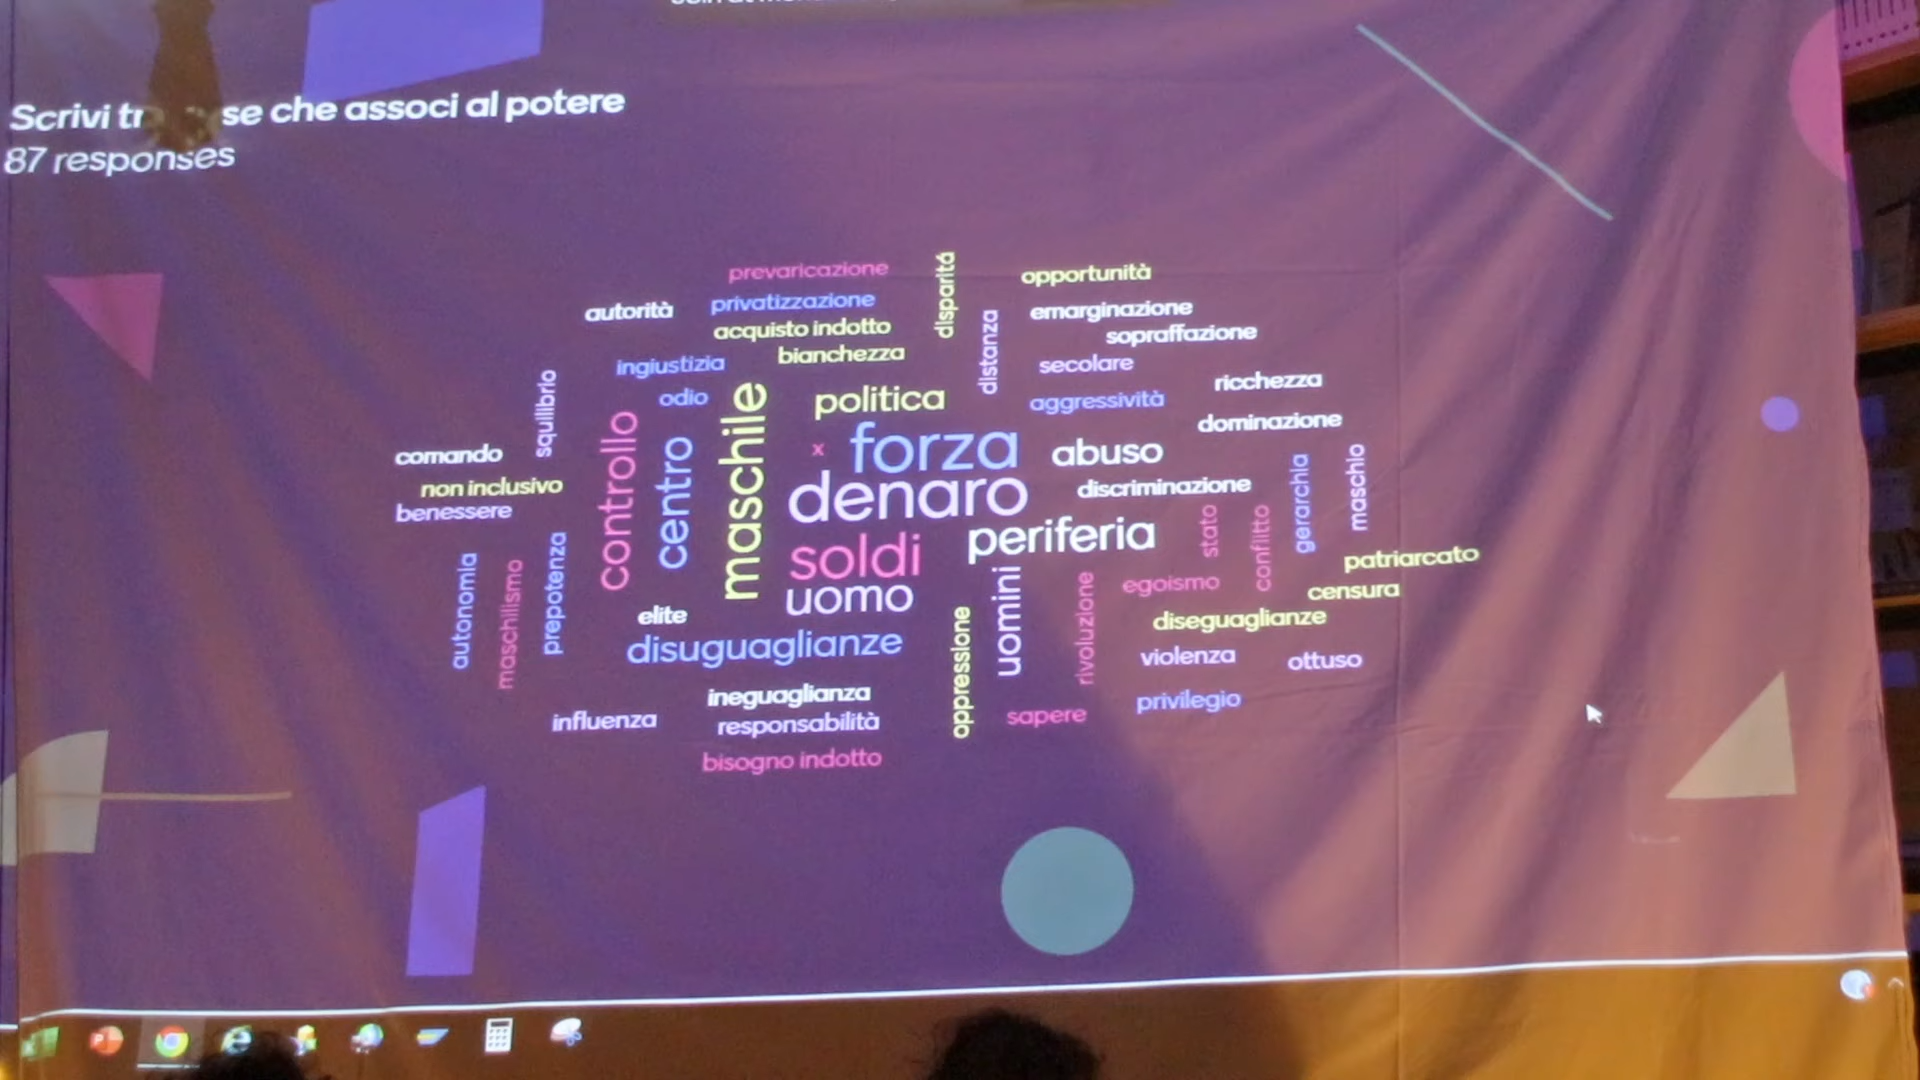 Scrivi tr se che associ al potere
87 responses
prevaricazione
disparitá
opportunità
autorità
privatizzazione
emarginazione
acquisto indotto
distanza
sopraffazione
ingiustizia
bianchezza
secolare
squilibrio
odio
maschile
politica
aggressività
ricchezza
controllo
centro
x
forza
abuso
dominazione
comando
denaro
discriminazione
gerarchia
maschio
non inclusivo
benessere
periferia
stato
conflitto
autonomia
maschilismo
prepotenza
soldi
uomini
rivoluzione
egoismo
patriarcato
elite
uomo
oppressione
censura
disuguaglianze
diseguaglianze
violenza
ottuso
ineguaglianza
privilegio
influenza
responsabilità
sapere
bisogno indotto